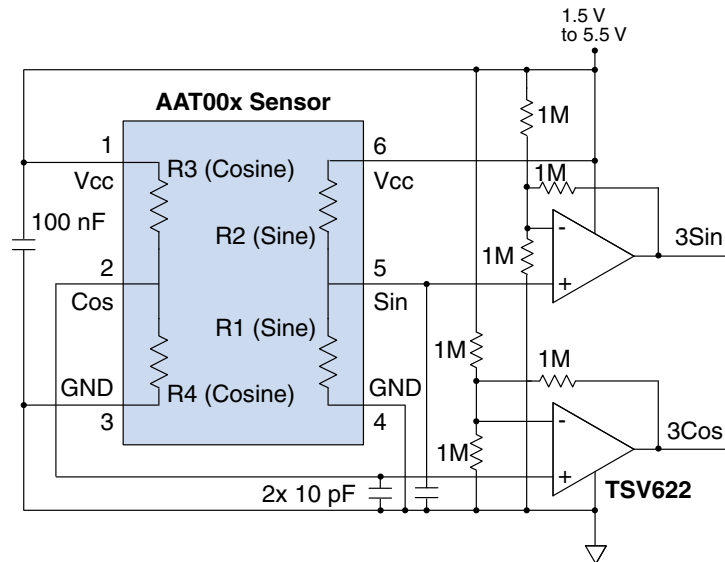 1.5 V
to 5.5 V
AAT00x Sensor
1
Vcc
R3 (Cosine)
6
Vcc
1M
1M
100 nF
R2 (Sine)
-
+
3Sin
1M
2
Cos
5
Sin
R1 (Sine)
1M
1M
GND
3
R4 (Cosine)
GND
4
-
+
3Cos
1M
2x 10 pF
TSV622